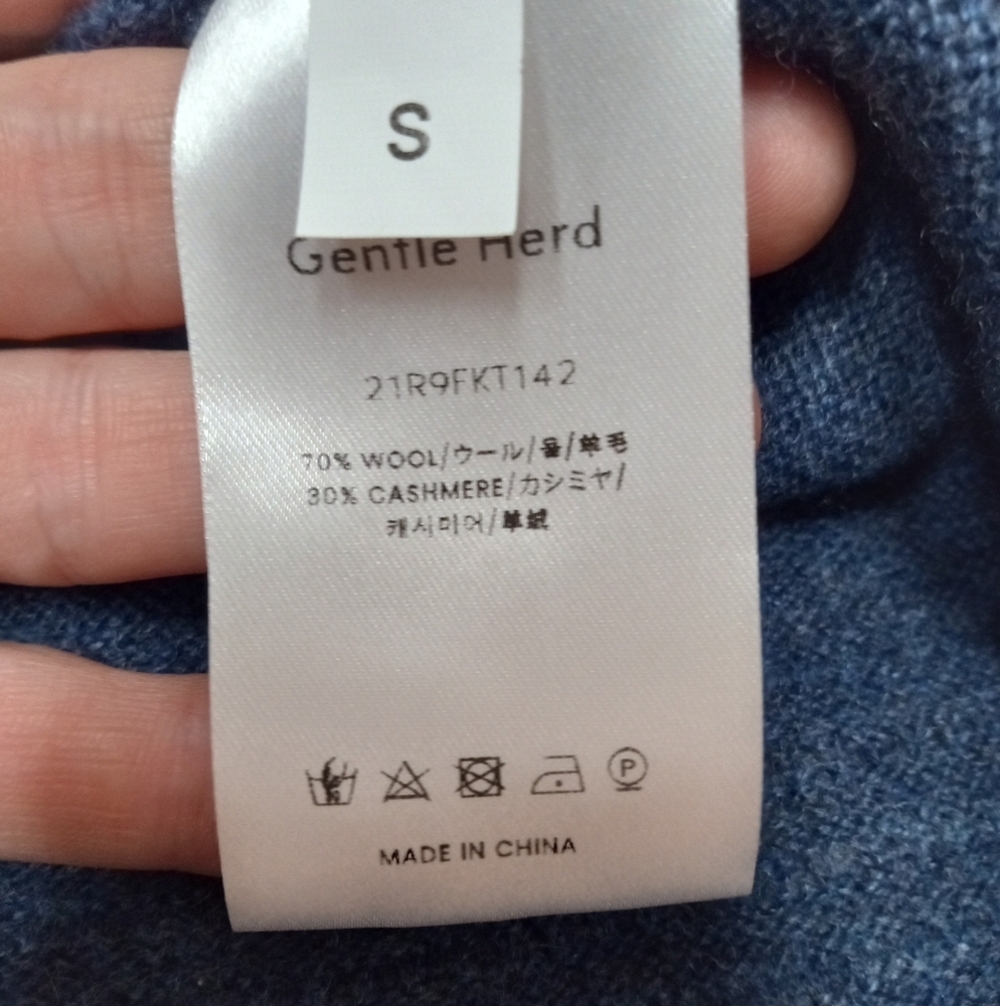 S
Gentle Herd
21R9FKT142
70% WOOL/ウール/울/羊毛
30% CASHMERE/カシミヤ/
캐시미어/羊绒
P
MADE IN CHINA